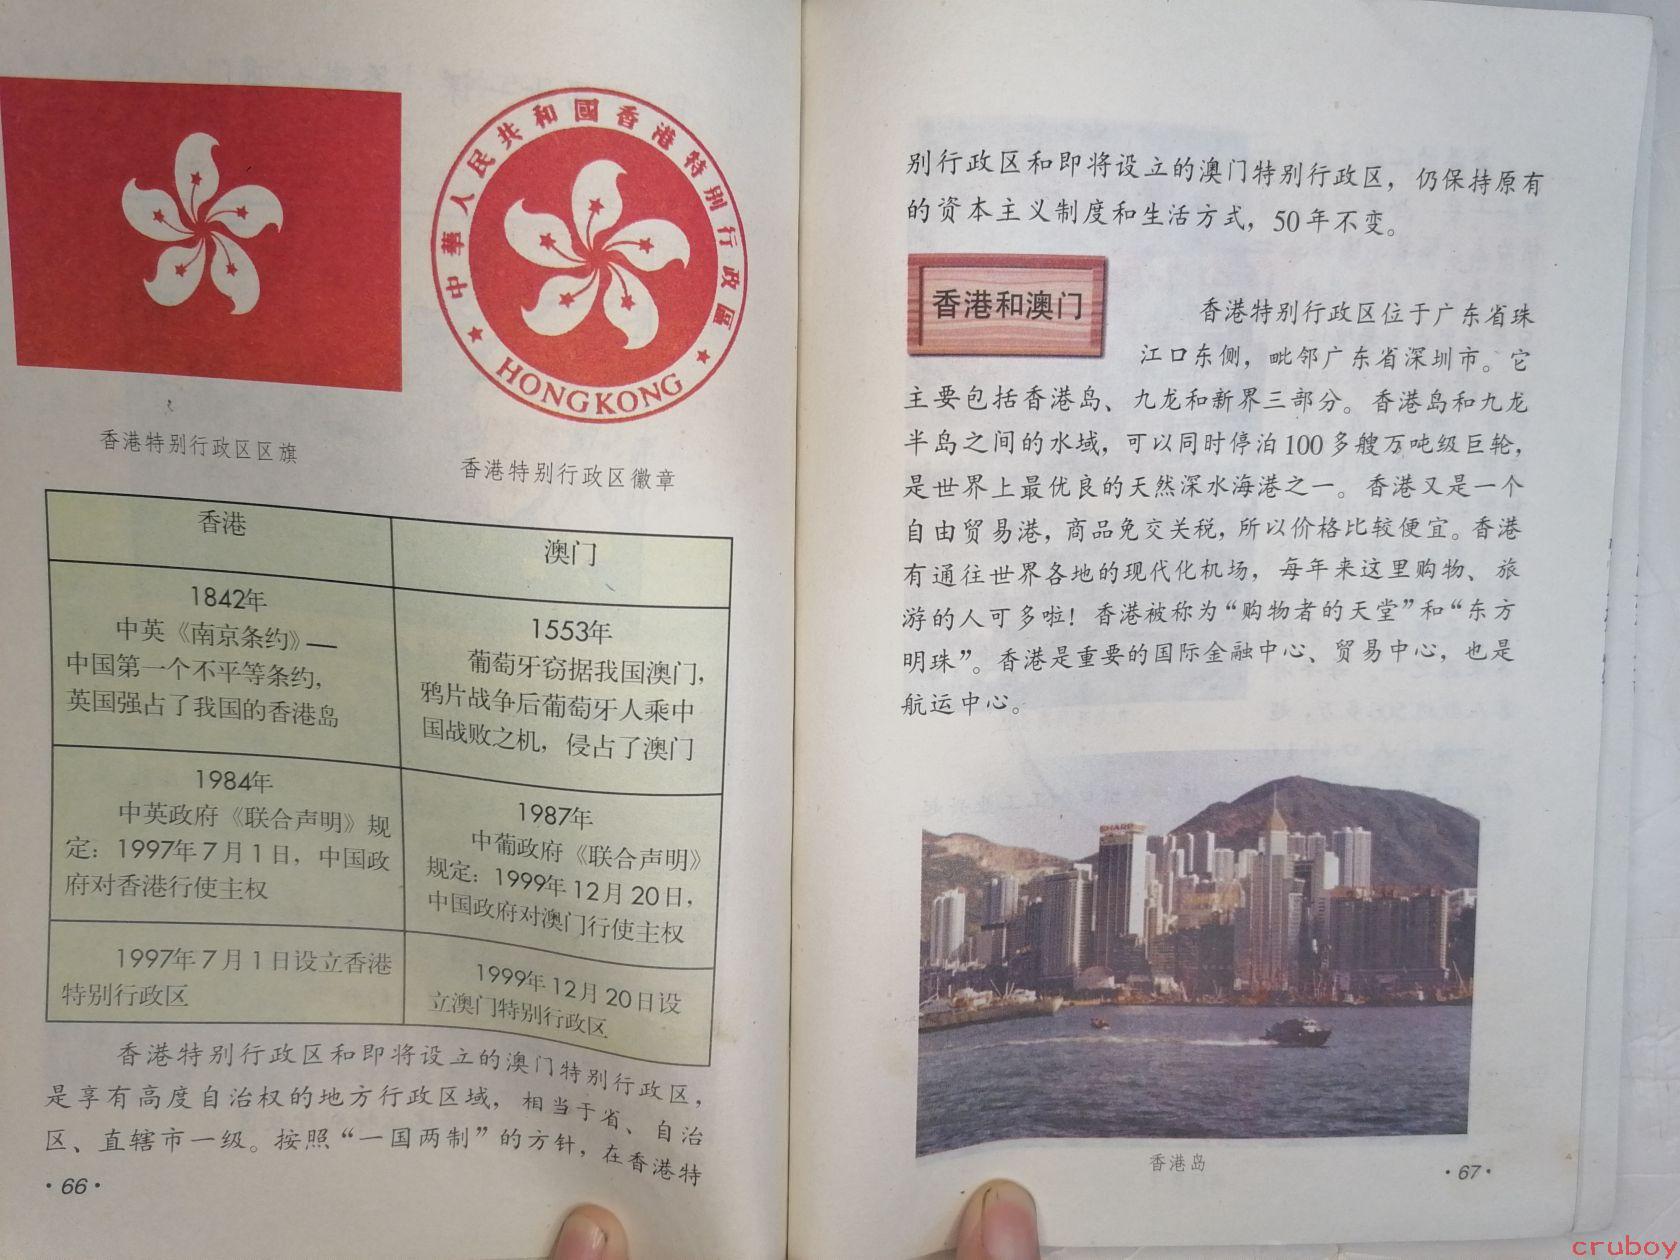 中華人民共和國香港特别行政區
HONG KONG
香港特别行政区区旗
香港特别行政区徽章
香港
澳门
1842年
中英《南京条约》—
中国第一个不平等条约，
英国强占了我国的香港岛
1553年
葡萄牙窃据我国澳门，
鸦片战争后葡萄牙人乘中
国战败之机，侵占了澳门
1984年
中英政府《联合声明》规
定：1997年7月1日，中国政
府对香港行使主权
1987年
中葡政府《联合声明》
规定：1999年12月20日，
中国政府对澳门行使主权
1997年7月1日设立香港
特别行政区
1999年12月20日设
立澳门特别行政区
香港特别行政区和即将设立的澳门特别行政区，
是享有高度自治权的地方行政区域，相当于省、自治
区、直辖市一级。按照“一国两制”的方针，在香港特
·66·
别行政区和即将设立的澳门特别行政区，仍保持原有
的资本主义制度和生活方式，50年不变。
香港和澳门
香港特别行政区位于广东省珠
江口东侧，毗邻广东省深圳市。它
主要包括香港岛、九龙和新界三部分。香港岛和九龙
半岛之间的水域，可以同时停泊100多艘万吨级巨轮，
是世界上最优良的天然深水海港之一。香港又是一个
自由贸易港，商品免交关税，所以价格比较便宜。香港
有通往世界各地的现代化机场，每年来这里购物、旅
游的人可多啦！香港被称为“购物者的天堂”和“东方
明珠”。香港是重要的国际金融中心、贸易中心，也是
航运中心。
SHARP
香港岛
·67·
cruboy